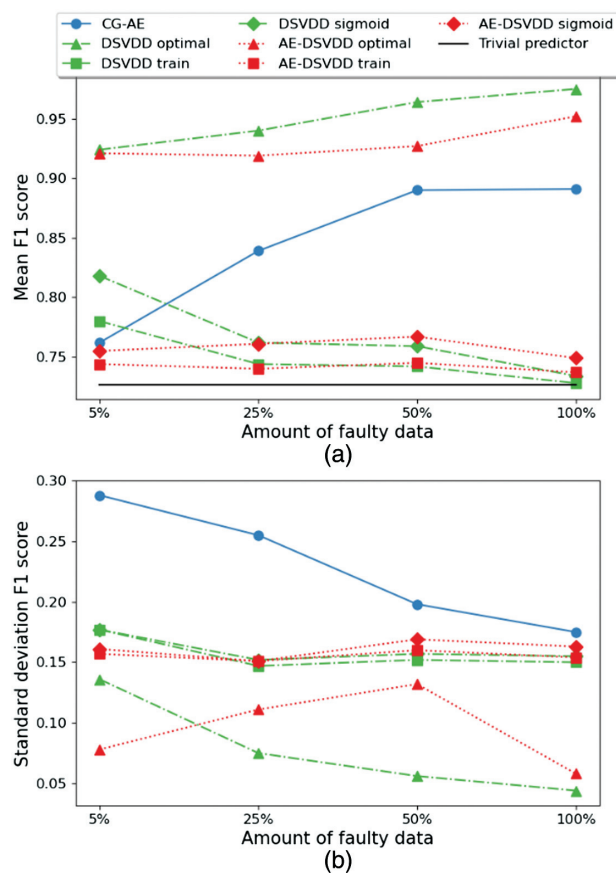 CG-AE DSVDD sigmoid AE-DSVDD sigmoid
DSVDD optimal AE-DSVDD optimal Trivial predictor
DSVDD train AE-DSVDD train
0.95
0.90
0.85
0.80
0.75
Mean F1 score
5% 25% 50% 100%
Amount of faulty data
(a)
0.30
0.25
0.20
0.15
0.10
0.05
Standard deviation F1 score
5% 25% 50% 100%
Amount of faulty data
(b)